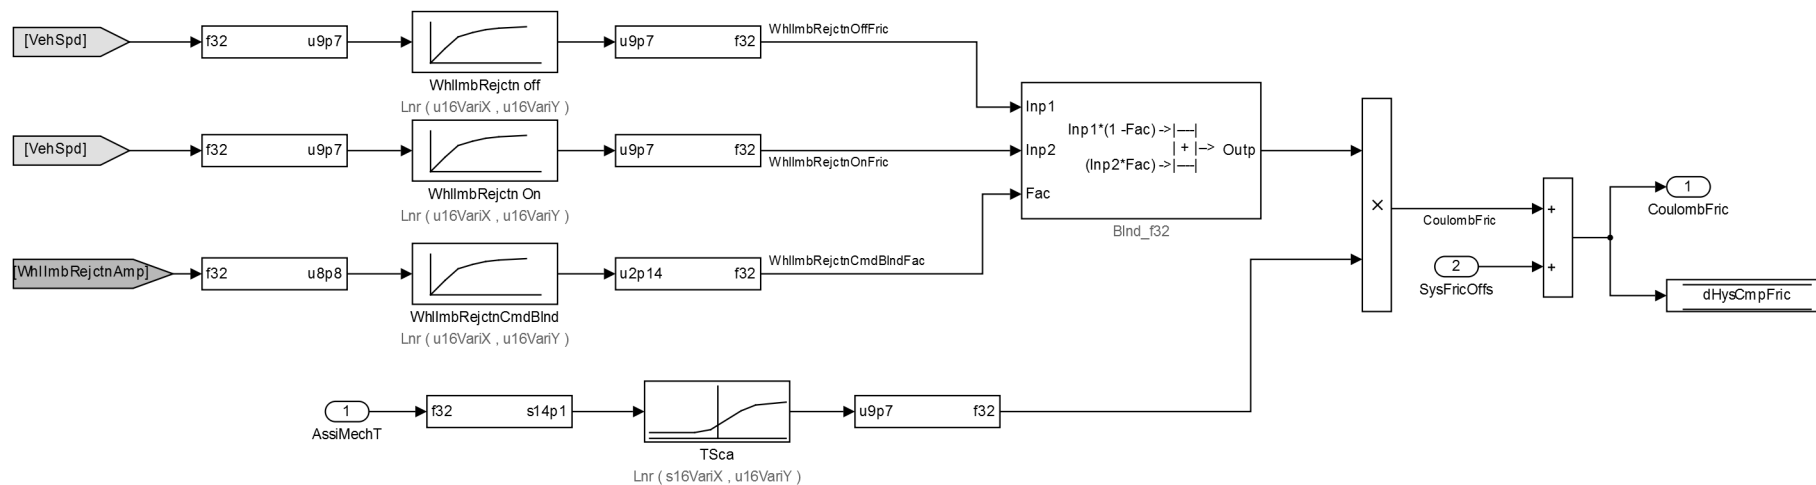 [VehSpd]
f32 u9p7
WhlImbRejctn off
Lnr ( u16VariX , u16VariY )
u9p7 f32
WhlImbRejctnOffFric
[VehSpd]
f32 u9p7
WhlImbRejctn On
Lnr ( u16VariX , u16VariY )
u9p7 f32
WhlImbRejctnOnFric
[WhlImbRejctnAmp]
f32 u8p8
WhlImbRejctnCmdBlnd
Lnr ( u16VariX , u16VariY )
u2p14 f32
WhlImbRejctnCmdBlndFac
Inp1
Inp2
Fac
Inp1*(1 -Fac) ->|—|
| + |—>
(Inp2*Fac) ->|—|
Outp
Blnd_f32
1
AssiMechT
f32 s14p1
TSca
Lnr ( s16VariX , u16VariY )
u9p7 f32
×
CoulombFric
2
SysFricOffs
+
+
1
CoulombFric
dHysCmpFric